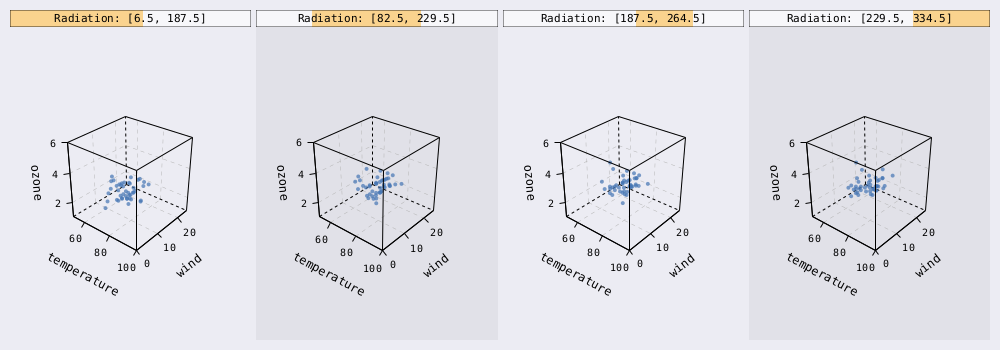 Radiation: [6.5, 187.5]
6
4
2
ozone
60
80
100
temperature
0
10
20
wind
Radiation: [82.5, 229.5]
6
4
2
ozone
60
80
100
temperature
0
10
20
wind
Radiation: [187.5, 264.5]
6
4
2
ozone
60
80
100
temperature
0
10
20
wind
Radiation: [229.5, 334.5]
6
4
2
ozone
60
80
100
temperature
0
10
20
wind